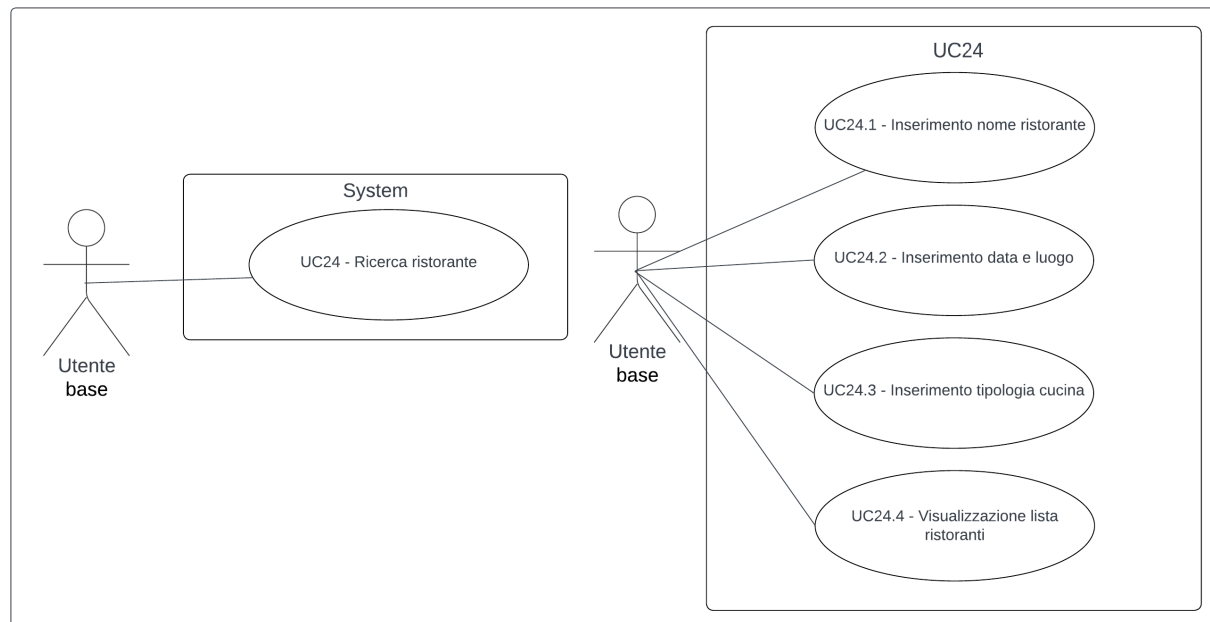 System
UC24 - Ricerca ristorante
Utente
base
Utente
base
UC24
UC24.1 - Inserimento nome ristorante
UC24.2 - Inserimento data e luogo
UC24.3 - Inserimento tipologia cucina
UC24.4 - Visualizzazione lista
ristoranti